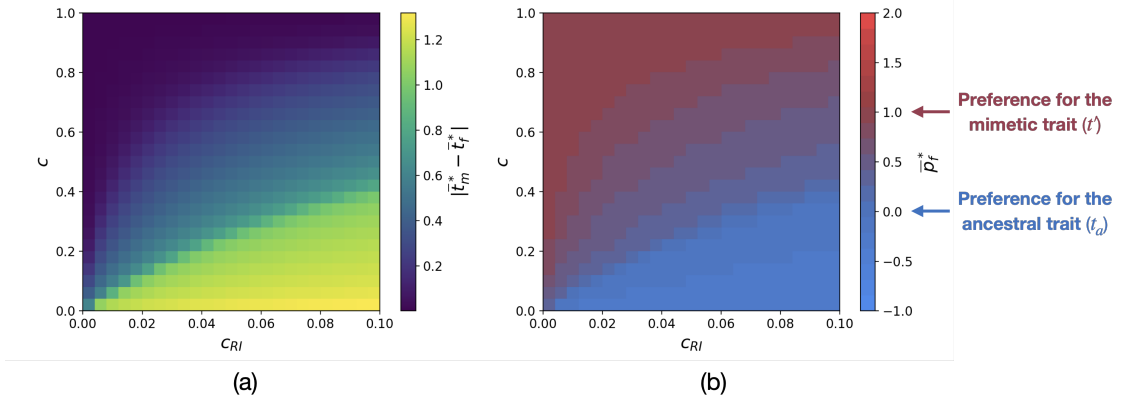 1.0
0.8
0.6
0.4
0.2
0.0
c
0.00 0.02 0.04 0.06 0.08 0.10
c_RI
1.2
1.0
0.8
0.6
0.4
0.2
|t̄*_m − t̄*_f|
(a)
1.0
0.8
0.6
0.4
0.2
0.0
c
0.00 0.02 0.04 0.06 0.08 0.10
c_RI
2.0
1.5
1.0
0.5
0.0
−0.5
−1.0
p̄*_f
(b)
Preference for the
mimetic trait (t′)
Preference for the
ancestral trait (t_a)